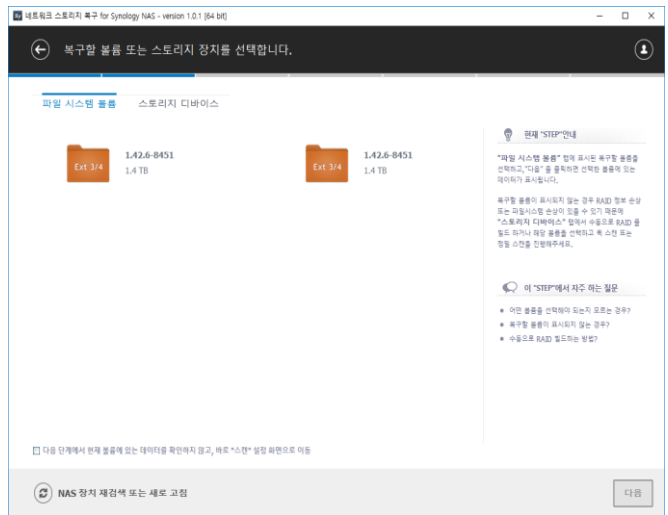 네트워크 스토리지 복구 for Synology NAS - version 1.0.1 [64 bit]
복구할 볼륨 또는 스토리지 장치를 선택합니다.
파일 시스템 볼륨
스토리지 디바이스
Ext 3/4
1.42.6-8451
1.4 TB
Ext 3/4
1.42.6-8451
1.4 TB
현재 "STEP"안내
"파일 시스템 볼륨" 탭에 표시된 복구할 볼륨을
선택하고,"다음" 을 클릭하면 선택한 볼륨에 있는
데이터가 표시됩니다.
복구할 볼륨이 표시되지 않는 경우 RAID 정보 손상
또는 파일시스템 손상이 있을 수 있기 때문에
"스토리지 디바이스" 탭에서 수동으로 RAID 를
빌드 하거나 해당 볼륨을 선택하고 퀵 스캔 또는
정밀 스캔을 진행해주세요.
이 "STEP"에서 자주 하는 질문
어떤 볼륨을 선택해야 되는지 모르는 경우?
복구할 볼륨이 표시되지 않는 경우?
수동으로 RAID 빌드하는 방법?
다음 단계에서 현재 볼륨에 있는 데이터를 확인하지 않고, 바로 "스캔" 설정 화면으로 이동
NAS 장치 재검색 또는 새로 고침
다음